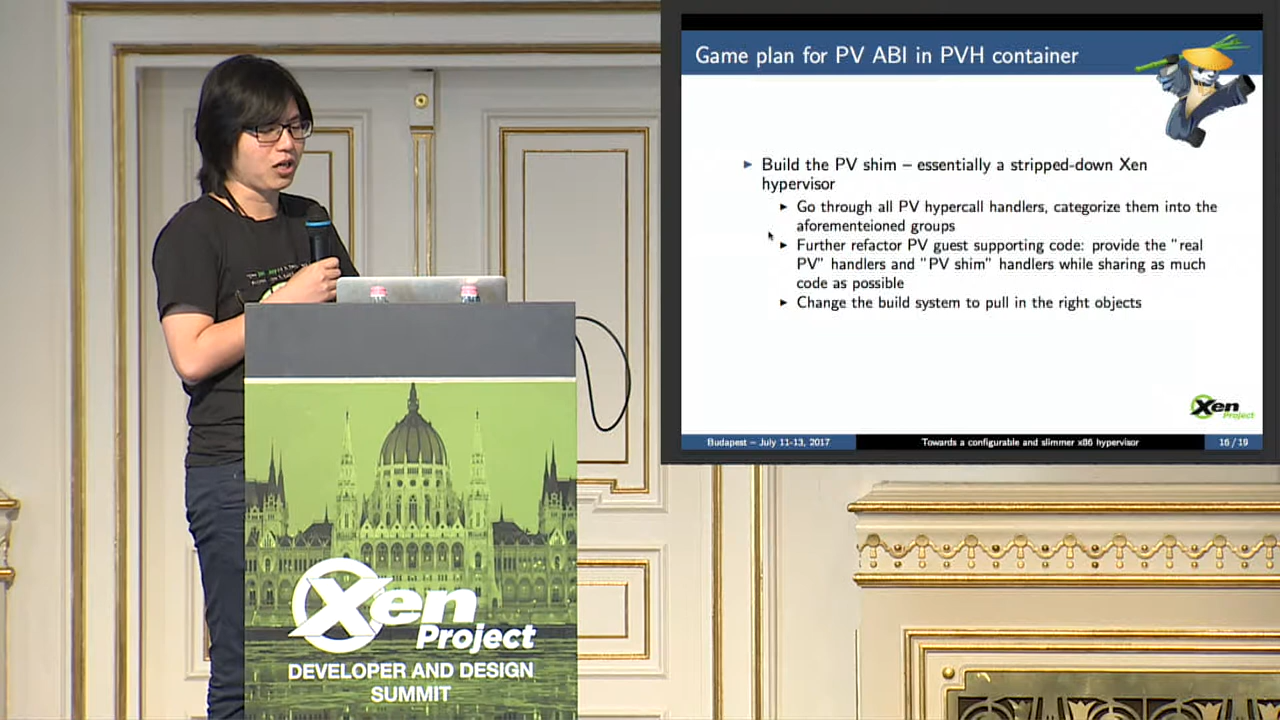 Game plan for PV ABI in PVH container
Build the PV shim – essentially a stripped-down Xen
hypervisor
Go through all PV hypercall handlers, categorize them into the
aforementeioned groups
Further refactor PV guest supporting code: provide the "real
PV" handlers and "PV shim" handlers while sharing as much
code as possible
Change the build system to pull in the right objects
Xen
Project
Budapest – July 11-13, 2017
Towards a configurable and slimmer x86 hypervisor
16 / 19
Xen
Project
DEVELOPER AND DESIGN
SUMMIT